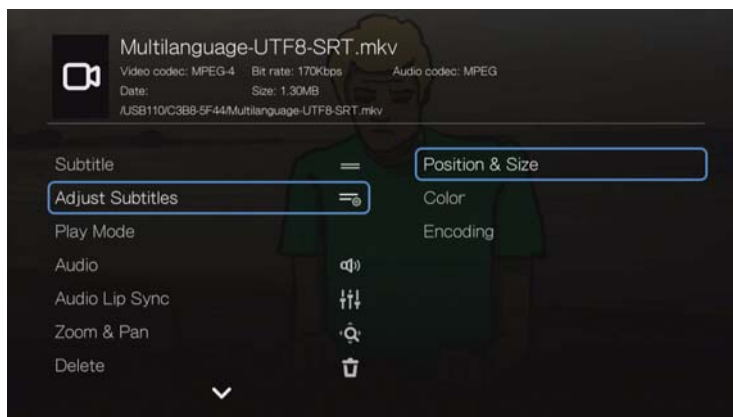 Multilanguage-UTF8-SRT.mkv
Video codec: MPEG-4 Bit rate: 170Kbps Audio codec: MPEG
Date: Size: 1.30MB
/USB110/C3B8-5F44/Multilanguage-UTF8-SRT.mkv
Subtitle
Position & Size
Adjust Subtitles
Color
Play Mode
Encoding
Audio
Audio Lip Sync
Zoom & Pan
Delete